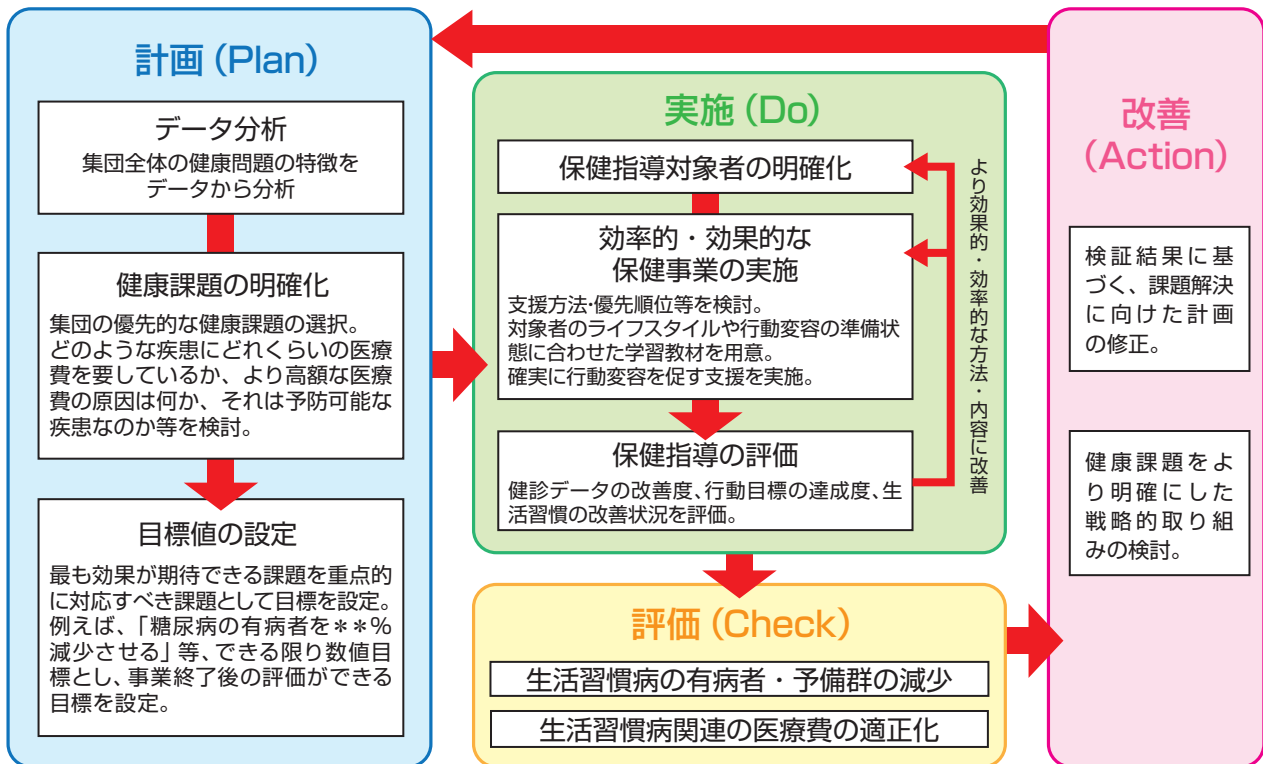 計画（Plan）
データ分析
集団全体の健康問題の特徴を
データから分析
健康課題の明確化
集団の優先的な健康課題の選択。
どのような疾患にどれくらいの医療
費を要しているか、より高額な医療
費の原因は何か、それは予防可能な
疾患なのか等を検討。
目標値の設定
最も効果が期待できる課題を重点的
に対応すべき課題として目標を設定。
例えば、「糖尿病の有病者を＊＊%
減少させる」等、できる限り数値目
標とし、事業終了後の評価ができる
目標を設定。
実施（Do）
保健指導対象者の明確化
効率的・効果的な
保健事業の実施
支援方法・優先順位等を検討。
対象者のライフスタイルや行動変容の準備状
態に合わせた学習教材を用意。
確実に行動変容を促す支援を実施。
保健指導の評価
健診データの改善度、行動目標の達成度、生
活習慣の改善状況を評価。
より効果的・効率的な方法・内容に改善
評価（Check）
生活習慣病の有病者・予備群の減少
生活習慣病関連の医療費の適正化
改善
（Action）
検証結果に基
づく、課題解決
に向けた計画
の修正。
健康課題をよ
り明確にした
戦略的取り組
みの検討。